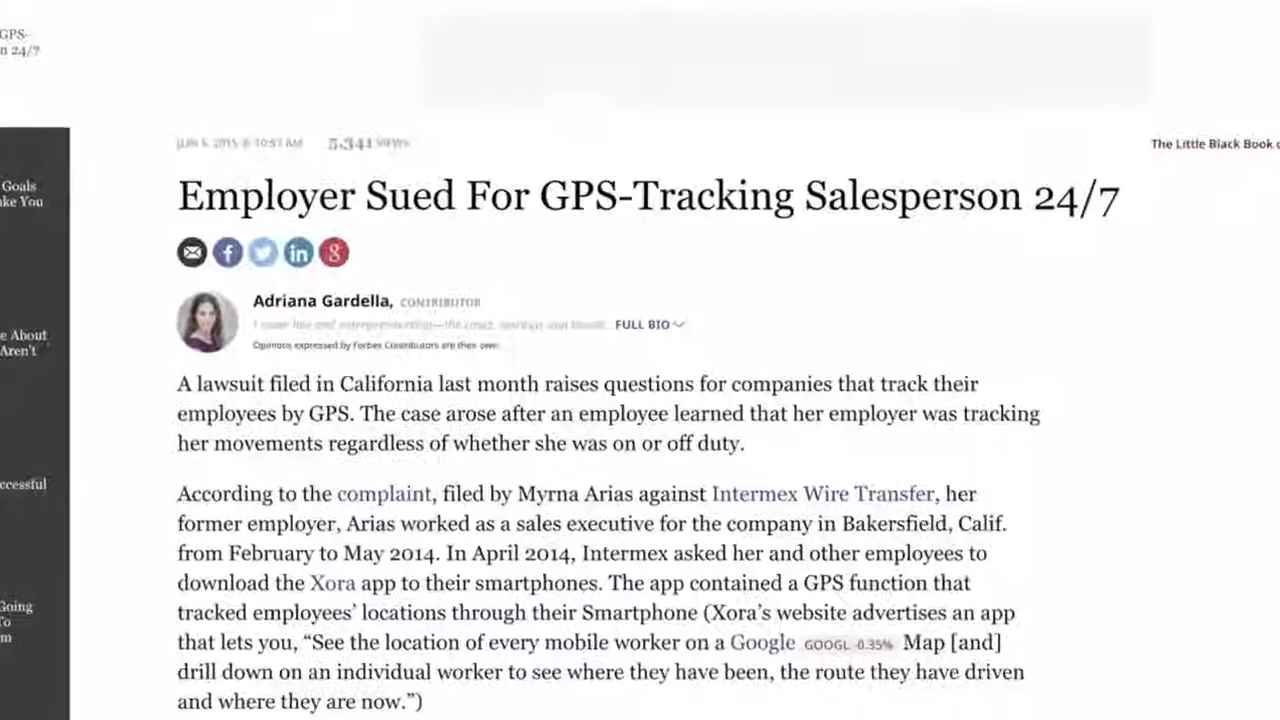 GPS-
n 24/7
JUN 5, 2015 @ 10:57 AM 5,341 VIEWS
The Little Black Book
Employer Sued For GPS-Tracking Salesperson 24/7
Goals
ke You
Adriana Gardella, CONTRIBUTOR
FULL BIO
Opinions expressed by Forbes Contributors are their own.
e About
Aren't
A lawsuit filed in California last month raises questions for companies that track their
employees by GPS. The case arose after an employee learned that her employer was tracking
her movements regardless of whether she was on or off duty.
ccessful
According to the complaint, filed by Myrna Arias against Intermex Wire Transfer, her
former employer, Arias worked as a sales executive for the company in Bakersfield, Calif.
from February to May 2014. In April 2014, Intermex asked her and other employees to
download the Xora app to their smartphones. The app contained a GPS function that
Going
To
m
tracked employees' locations through their Smartphone (Xora's website advertises an app
that lets you, “See the location of every mobile worker on a Google GOOGL -0.35% Map [and]
drill down on an individual worker to see where they have been, the route they have driven
and where they are now.”)